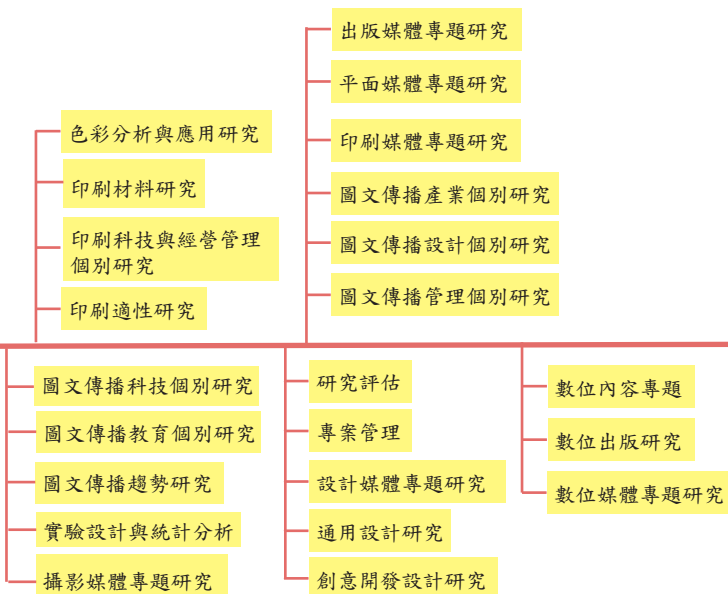 色彩分析與應用研究
印刷材料研究
印刷科技與經營管理
個別研究
印刷適性研究
出版媒體專題研究
平面媒體專題研究
印刷媒體專題研究
圖文傳播產業個別研究
圖文傳播設計個別研究
圖文傳播管理個別研究
圖文傳播科技個別研究
圖文傳播教育個別研究
圖文傳播趨勢研究
實驗設計與統計分析
攝影媒體專題研究
研究評估
專案管理
設計媒體專題研究
通用設計研究
創意開發設計研究
數位內容專題
數位出版研究
數位媒體專題研究